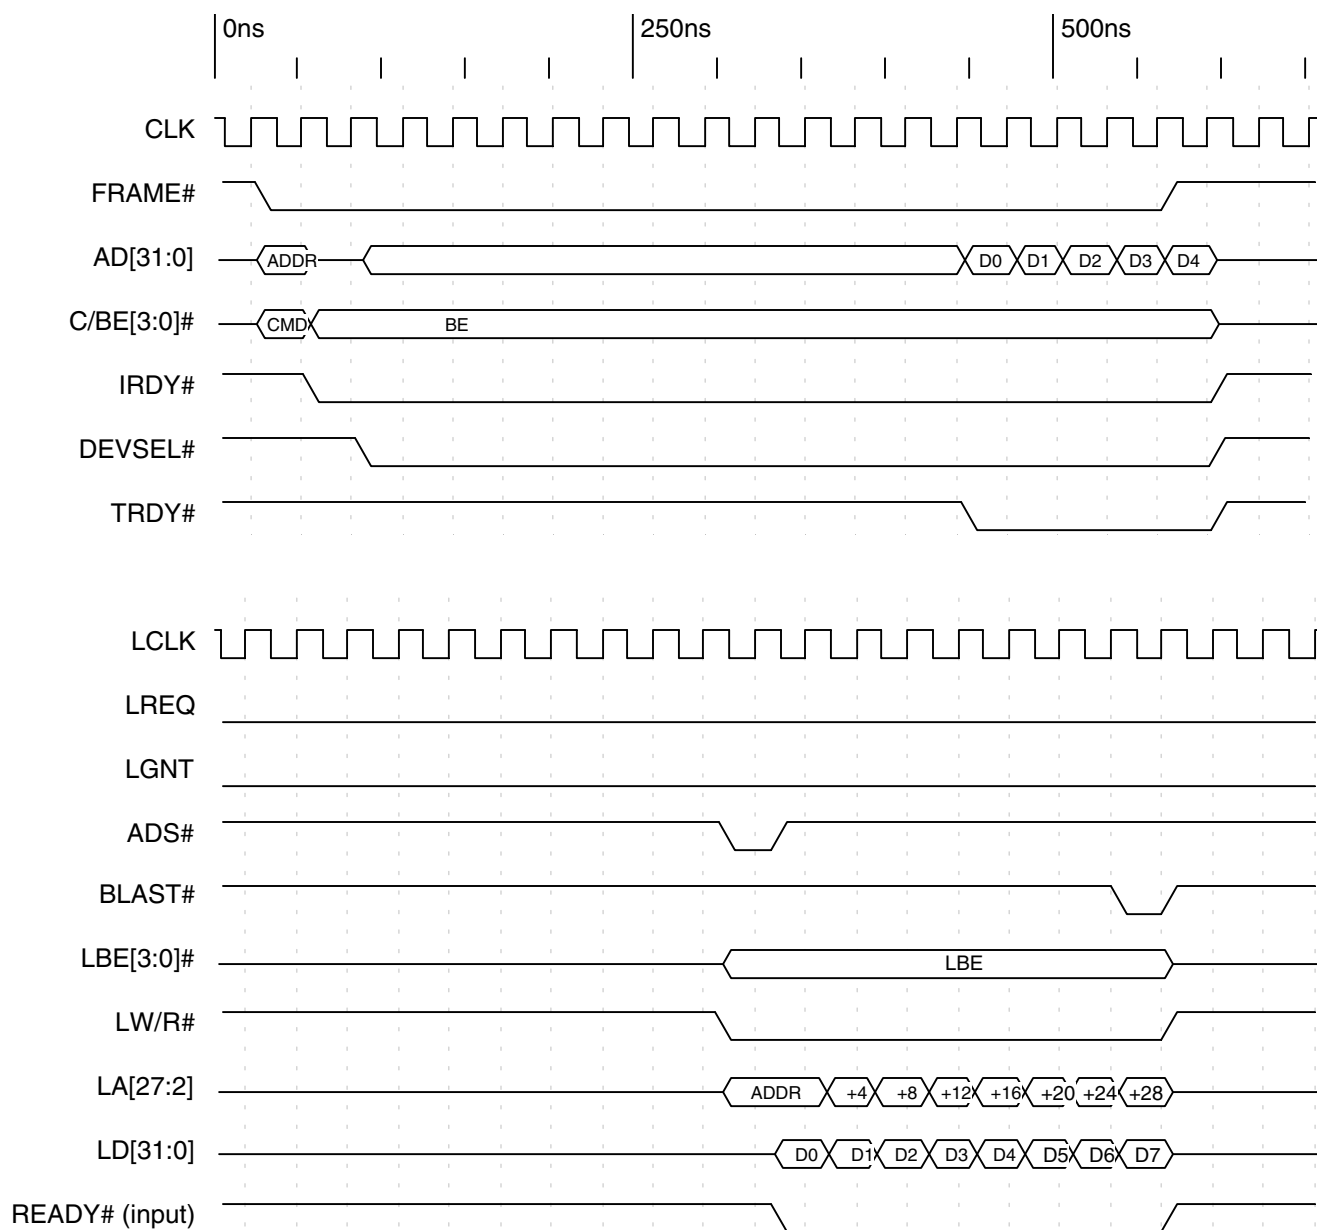 0ns 250ns 500ns
CLK
FRAME#
AD[31:0] ADDR D0 D1 D2 D3 D4
C/BE[3:0]# CMD BE
IRDY#
DEVSEL#
TRDY#
LCLK
LREQ
LGNT
ADS#
BLAST#
LBE[3:0]# LBE
LW/R#
LA[27:2] ADDR +4 +8 +12 +16 +20 +24 +28
LD[31:0] D0 D1 D2 D3 D4 D5 D6 D7
READY# (input)